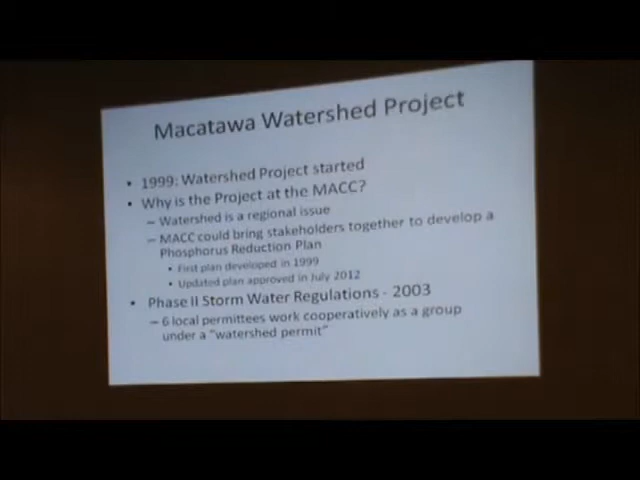 Macatawa Watershed Project
• 1999: Watershed Project started
• Why is the Project at the MACC?
– Watershed is a regional issue
– MACC could bring stakeholders together to develop a
Phosphorus Reduction Plan
• First plan developed in 1999
• Updated plan approved in July 2012
• Phase II Storm Water Regulations - 2003
– 6 local permittees work cooperatively as a group
under a "watershed permit"